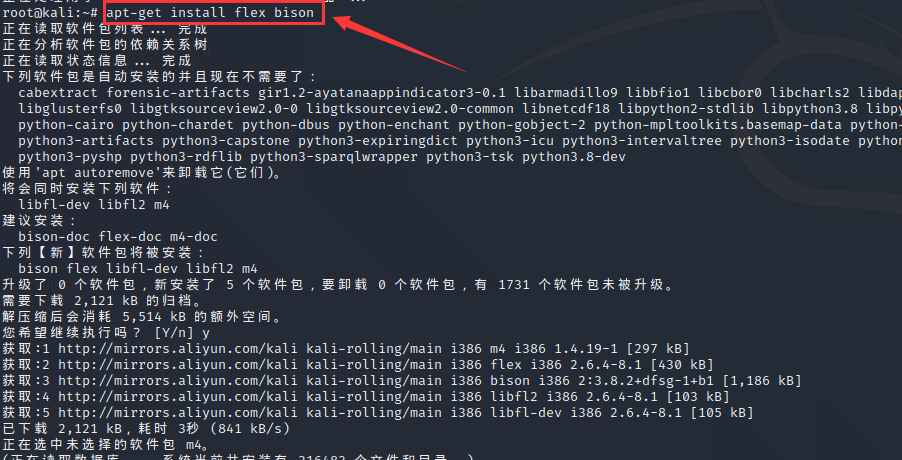 root@kali:~# apt-get install flex bison
正在读取软件包列表... 完成
正在分析软件包的依赖关系树
正在读取状态信息... 完成
下列软件包是自动安装的并且现在不需要了：
cabextract forensic-artifacts gir1.2-ayatanaappindicator3-0.1 libarmadillo9 libbfio1 libcbor0 libcharls2 libdap
libglusterfs0 libgtksourceview2.0-0 libgtksourceview2.0-common libnetcdf18 libpython2-stdlib libpython3.8 libpy
python-cairo python-chardet python-dbus python-enchant python-gobject-2 python-mpltoolkits.basemap-data python-
python3-artifacts python3-capstone python3-expiringdict python3-icu python3-intervaltree python3-isodate python
python3-pyshp python3-rdflib python3-sparqlwrapper python3-tsk python3.8-dev
使用'apt autoremove'来卸载它(它们)。
将会同时安装下列软件：
libfl-dev libfl2 m4
建议安装：
bison-doc flex-doc m4-doc
下列【新】软件包将被安装：
bison flex libfl-dev libfl2 m4
升级了 0 个软件包，新安装了 5 个软件包，要卸载 0 个软件包，有 1731 个软件包未被升级。
需要下载 2,121 kB 的归档。
解压缩后会消耗 5,514 kB 的额外空间。
您希望继续执行吗？ [Y/n] y
获取:1 http://mirrors.aliyun.com/kali kali-rolling/main i386 m4 i386 1.4.19-1 [297 kB]
获取:2 http://mirrors.aliyun.com/kali kali-rolling/main i386 flex i386 2.6.4-8.1 [430 kB]
获取:3 http://mirrors.aliyun.com/kali kali-rolling/main i386 bison i386 2:3.8.2+dfsg-1+b1 [1,186 kB]
获取:4 http://mirrors.aliyun.com/kali kali-rolling/main i386 libfl2 i386 2.6.4-8.1 [103 kB]
获取:5 http://mirrors.aliyun.com/kali kali-rolling/main i386 libfl-dev i386 2.6.4-8.1 [105 kB]
已下载 2,121 kB，耗时 3秒 (841 kB/s)
正在选中未选择的软件包 m4。